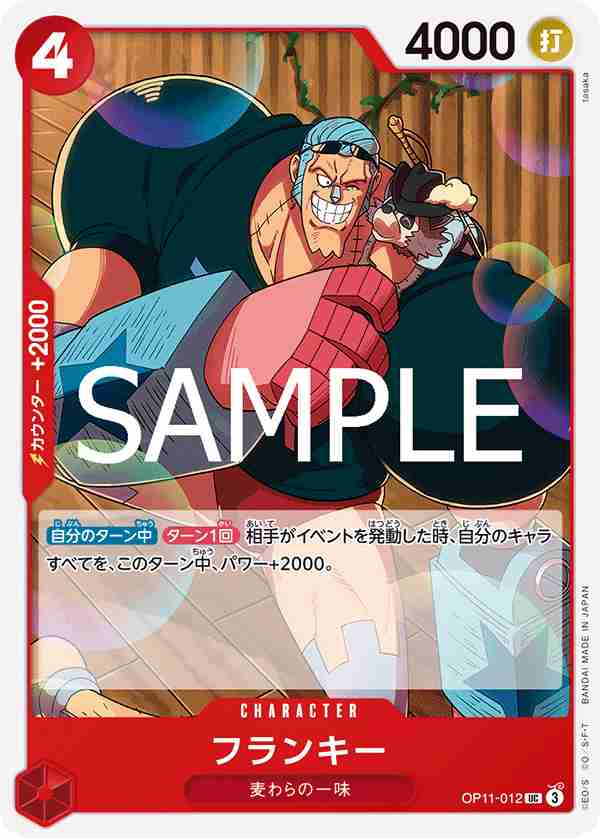 4
4000 打
tasaka
カウンター +2000
SAMPLE
自分のターン中 ターン1回 相手がイベントを発動した時、自分のキャラ
すべてを、このターン中、パワー+2000。
CHARACTER
フランキー
麦わらの一味
OP11-012 UC 3
©E.O/S ©O./S・F・T BANDAI MADE IN JAPAN